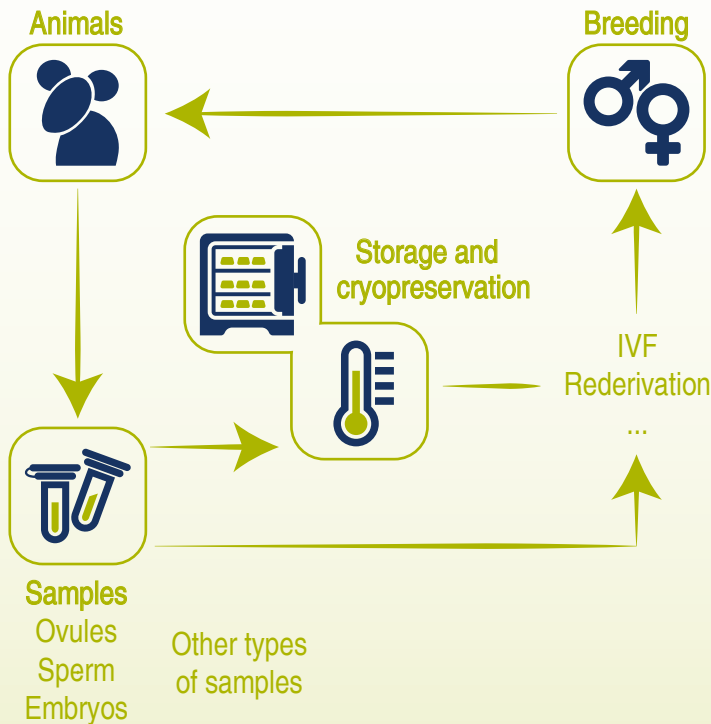 Animals
Breeding
Storage and
cryopreservation
IVF
Rederivation
...
Samples
Ovules
Sperm
Embryos
Other types
of samples